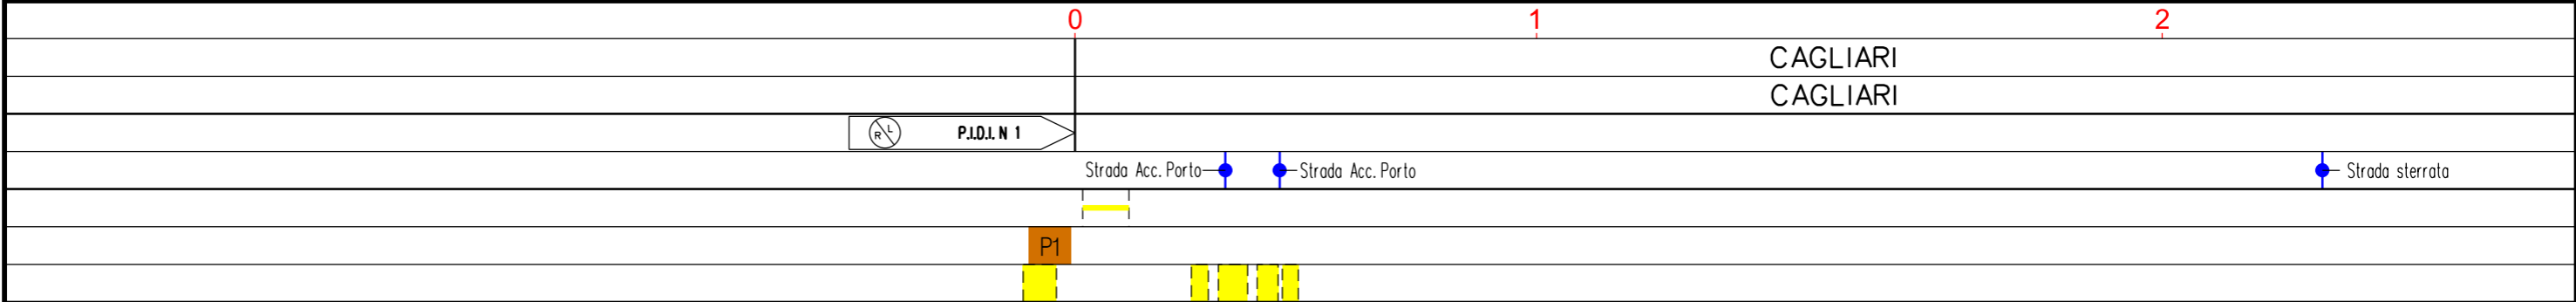 0 1 2
CAGLIARI
CAGLIARI
R L P.I.D.I. N 1
Strada Acc. Porto Strada Acc. Porto Strada sterrata
P1